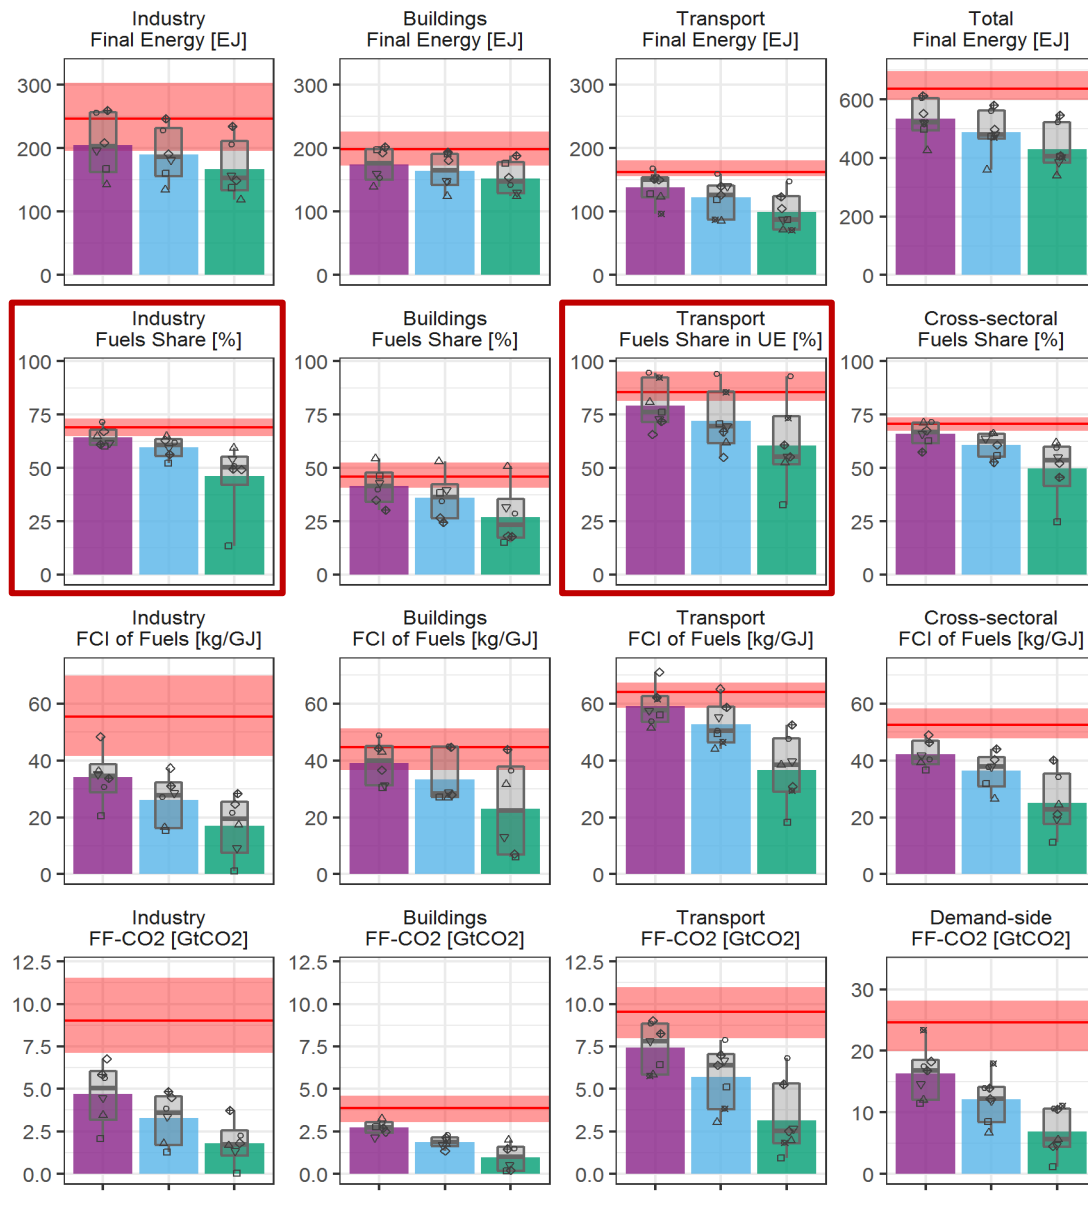 Industry
Final Energy [EJ]
Buildings
Final Energy [EJ]
Transport
Final Energy [EJ]
Total
Final Energy [EJ]
300
200
100
0
300
200
100
0
300
200
100
0
600
400
200
0
Industry
Fuels Share [%]
Buildings
Fuels Share [%]
Transport
Fuels Share in UE [%]
Cross-sectoral
Fuels Share [%]
100
75
50
25
0
100
75
50
25
0
100
75
50
25
0
100
75
50
25
0
Industry
FCI of Fuels [kg/GJ]
Buildings
FCI of Fuels [kg/GJ]
Transport
FCI of Fuels [kg/GJ]
Cross-sectoral
FCI of Fuels [kg/GJ]
60
40
20
0
60
40
20
0
60
40
20
0
60
40
20
0
Industry
FF-CO2 [GtCO2]
Buildings
FF-CO2 [GtCO2]
Transport
FF-CO2 [GtCO2]
Demand-side
FF-CO2 [GtCO2]
12.5
10.0
7.5
5.0
2.5
0.0
12.5
10.0
7.5
5.0
2.5
0.0
12.5
10.0
7.5
5.0
2.5
0.0
30
20
10
0